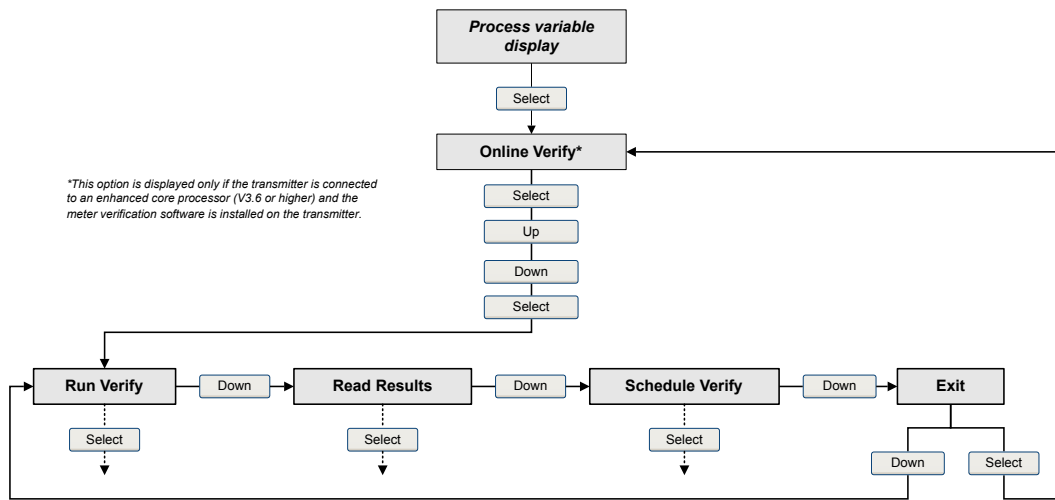 Process variable
display
Select
Online Verify*
*This option is displayed only if the transmitter is connected
to an enhanced core processor (V3.6 or higher) and the
meter verification software is installed on the transmitter.
Select
Up
Down
Select
Run Verify
Down
Read Results
Down
Schedule Verify
Down
Exit
Select
Select
Select
Down
Select